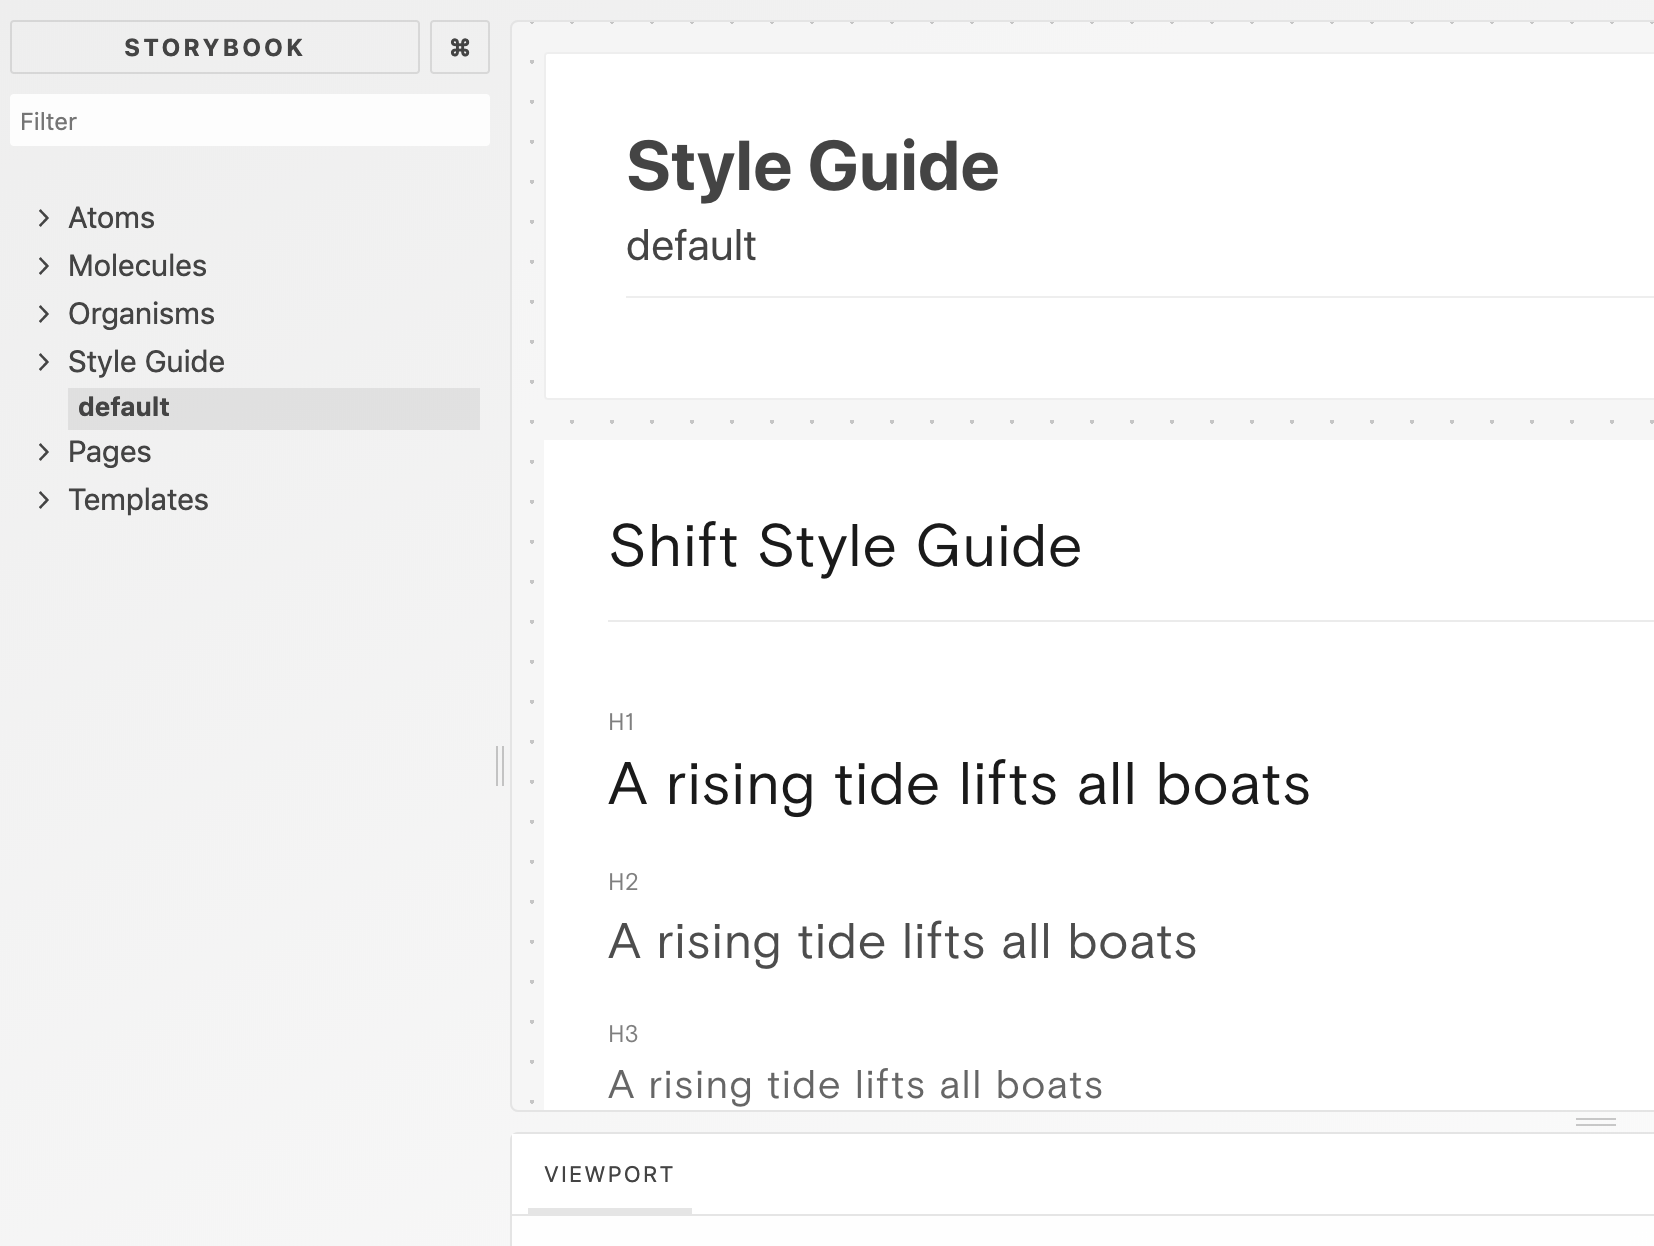 STORYBOOK
⌘
Filter
Atoms
Molecules
Organisms
Style Guide
default
Pages
Templates
Style Guide
default
Shift Style Guide
H1
A rising tide lifts all boats
H2
A rising tide lifts all boats
H3
A rising tide lifts all boats
VIEWPORT